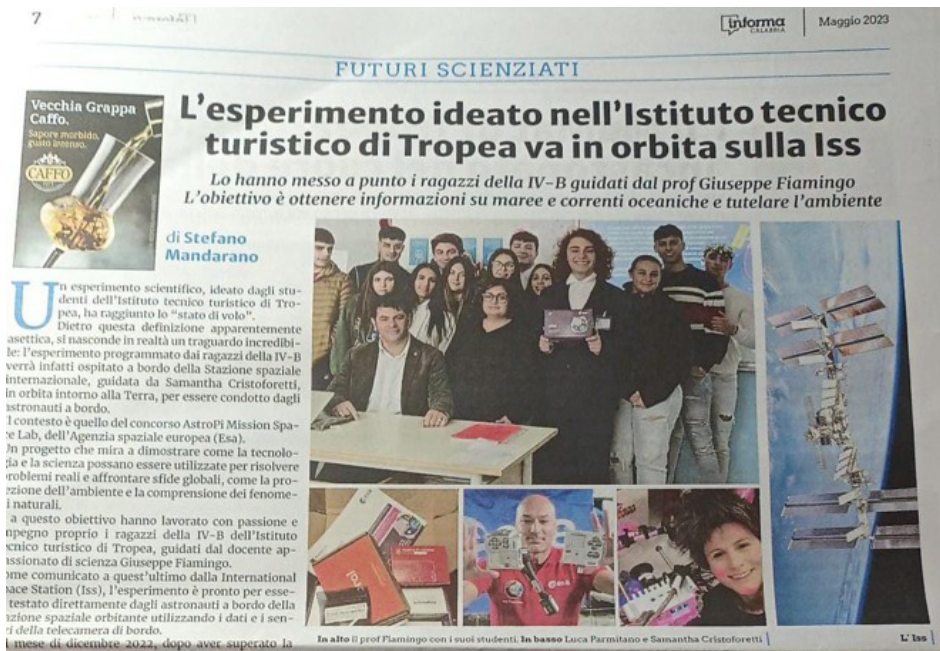 7
informa
CALABRIA
Maggio 2023
FUTURI SCIENZIATI
Vecchia Grappa
Caffo.
Sapore morbido,
gusto intenso.
CAFFO
L'esperimento ideato nell'Istituto tecnico
turistico di Tropea va in orbita sulla Iss
Lo hanno messo a punto i ragazzi della IV-B guidati dal prof Giuseppe Fiamingo
L'obiettivo è ottenere informazioni su maree e correnti oceaniche e tutelare l'ambiente
di Stefano
Mandarano
Un esperimento scientifico, ideato dagli stu-
denti dell'Istituto tecnico turistico di Tro-
pea, ha raggiunto lo "stato di volo".
Dietro questa definizione apparentemente
asettica, si nasconde in realtà un traguardo incredibi-
le: l'esperimento programmato dai ragazzi della IV-B
verrà infatti ospitato a bordo della Stazione spaziale
internazionale, guidata da Samantha Cristoforetti,
in orbita intorno alla Terra, per essere condotto dagli
astronauti a bordo.
l contesto è quello del concorso AstroPi Mission Spa-
ce Lab, dell'Agenzia spaziale europea (Esa).
Un progetto che mira a dimostrare come la tecnolo-
gia e la scienza possano essere utilizzate per risolvere
problemi reali e affrontare sfide globali, come la pro-
ezione dell'ambiente e la comprensione dei fenome-
i naturali.
a questo obiettivo hanno lavorato con passione e
mpegno proprio i ragazzi della IV-B dell'Istituto
ecnico turistico di Tropea, guidati dal docente ap-
assionato di scienza Giuseppe Fiamingo.
ome comunicato a quest'ultimo dalla International
pace Station (Iss), l'esperimento è pronto per esse-
testato direttamente dagli astronauti a bordo della
azione spaziale orbitante utilizzando i dati e i sen-
ri della telecamera di bordo.
l mese di dicembre 2022, dopo aver superato la
esa
In alto il prof Fiamingo con i suoi studenti. In basso Luca Parmitano e Samantha Cristoforetti
L'Iss